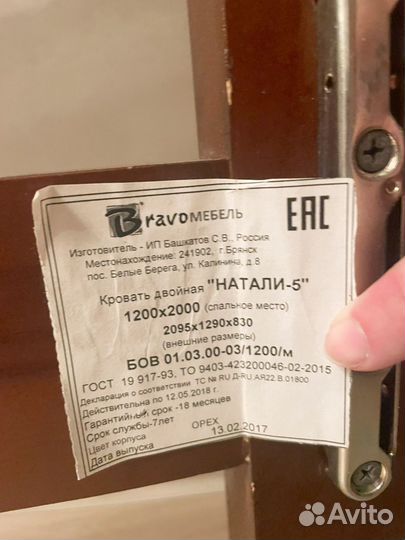 BravoМЕБЕЛЬ
EAC
Изготовитель - ИП Башкатов С.В., Россия
Местонахождение: 241902, г.Брянск
пос. Белые Берега, ул. Калинина, д.8
Кровать двойная "НАТАЛИ-5"
1200х2000 (спальное место)
2095х1290х830
(внешние размеры)
БОВ 01.03.00-03/1200/м
ГОСТ 19 917-93, ТО 9403-423200046-02-2015
Декларация о соответствии ТС № RU Д-RU.АR22.В.01800
Действительна по 12.05.2018 г.
Гарантийный срок -18 месяцев
Срок службы-7лет
Цвет корпуса ОРЕХ
Дата выпуска 13.02.2017
Avito